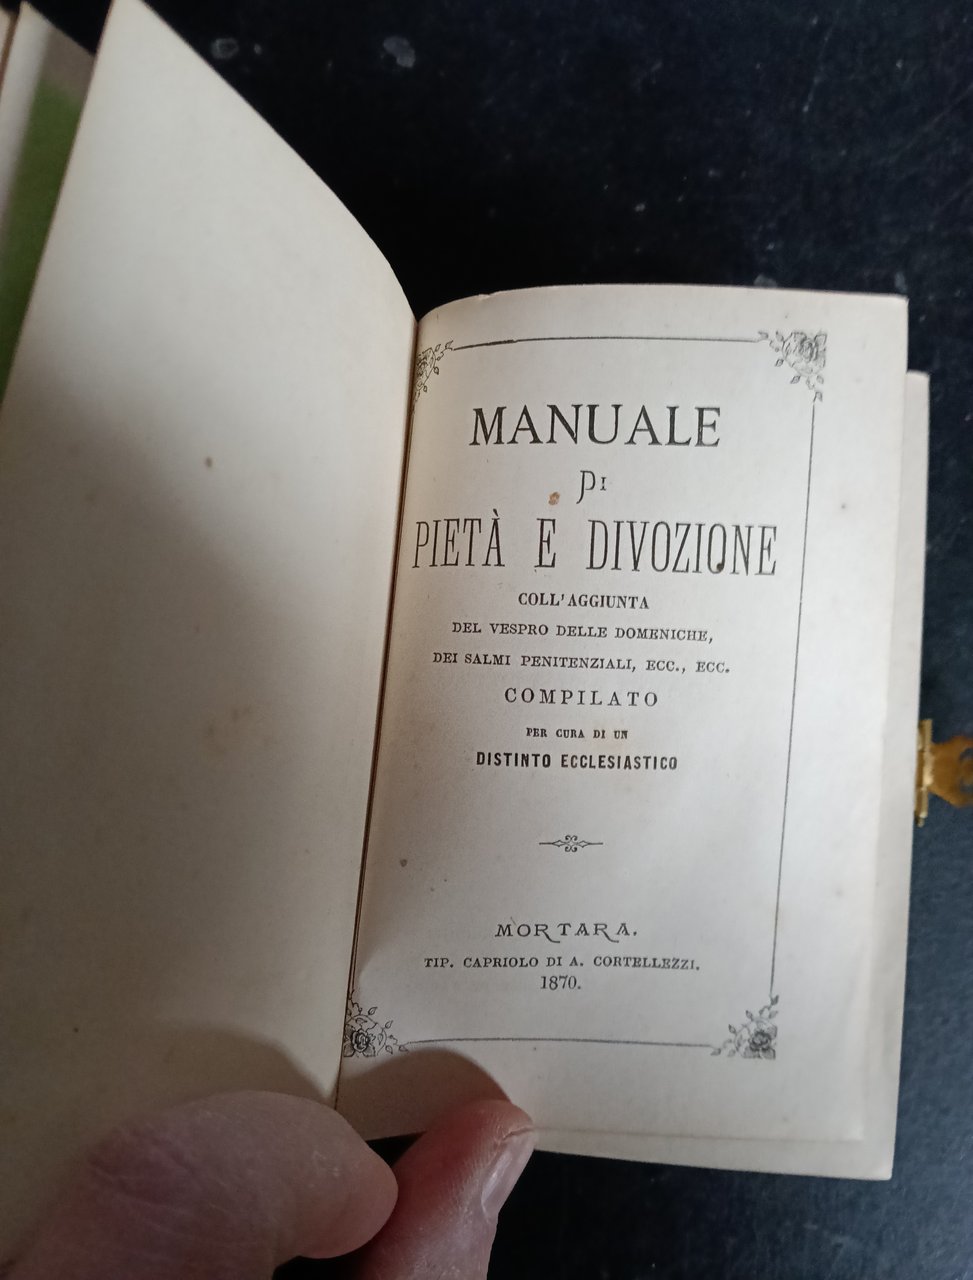 MANUALE
DI
PIETÀ E DIVOZIONE
COLL'AGGIUNTA
DEL VESPRO DELLE DOMENICHE,
DEI SALMI PENITENZIALI, ECC., ECC.
COMPILATO
PER CURA DI UN
DISTINTO ECCLESIASTICO
MORTARA.
TIP. CAPRIOLO DI A. CORTELLEZZI.
1870.